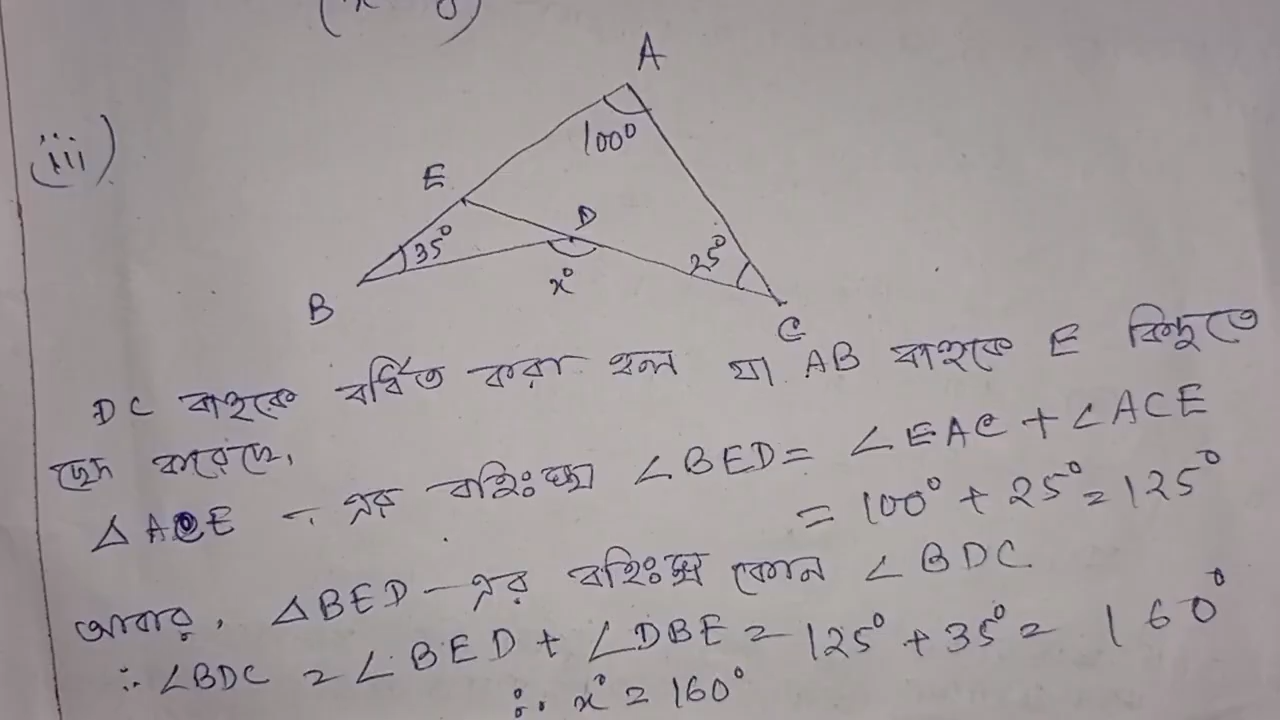 (iii)
A
100°
E
D
35°
25°
x°
B
C
DC বাহুকে বর্ধিত করা হল যা AB বাহুকে E বিন্দুতে
ছেদ করেছে,
△ACE - এর বহিঃস্থ ∠BED = ∠EAC + ∠ACE
= 100° + 25° = 125°
আবার, △BED - এর বহিঃস্থ কোন ∠BDC
∴ ∠BDC = ∠BED + ∠DBE = 125° + 35° = 160°
∴ x° = 160°